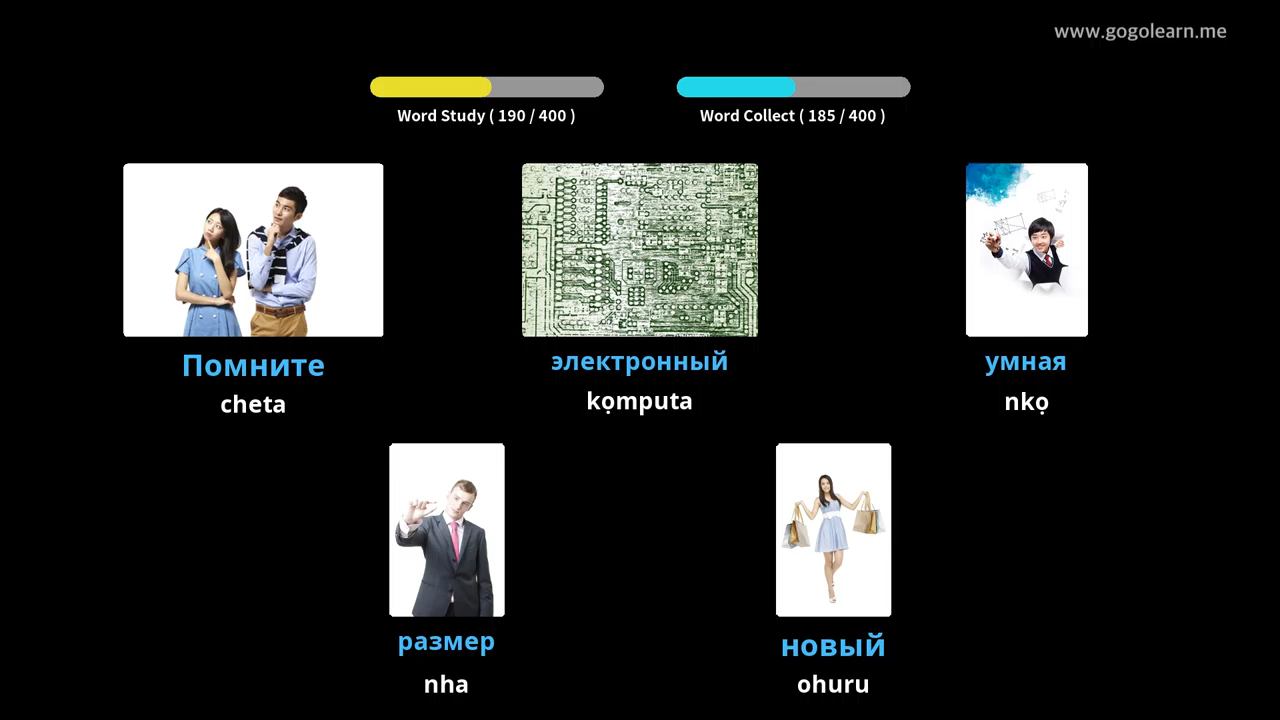 www.gogolearn.me
Word Study ( 190 / 400 )
Word Collect ( 185 / 400 )
Помните
cheta
электронный
kọmputa
умная
nkọ
размер
nha
новый
ohuru